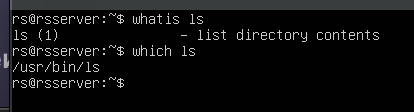 rs@rsserver:~$ whatis ls
ls (1)               - list directory contents
rs@rsserver:~$ which ls
/usr/bin/ls
rs@rsserver:~$